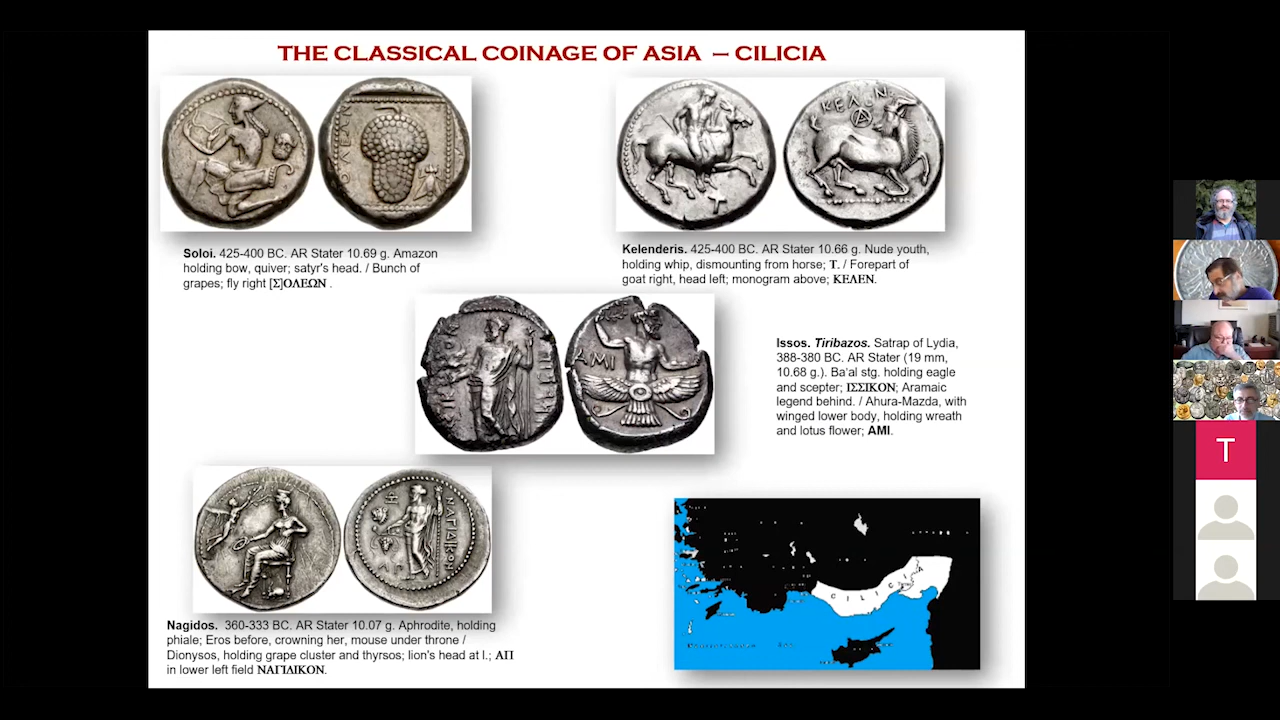 THE CLASSICAL COINAGE OF ASIA – CILICIA
Soloi. 425-400 BC. AR Stater 10.69 g. Amazon
holding bow, quiver; satyr's head. / Bunch of
grapes; fly right [Σ]ΟΛΕΩΝ .
Kelenderis. 425-400 BC. AR Stater 10.66 g. Nude youth,
holding whip, dismounting from horse; Τ. / Forepart of
goat right, head left; monogram above; ΚΕΛΕΝ.
Issos. Tiribazos. Satrap of Lydia,
388-380 BC. AR Stater (19 mm,
10.68 g.). Ba'al stg. holding eagle
and scepter; ΙΣΣΙΚΟΝ; Aramaic
legend behind. / Ahura-Mazda, with
winged lower body, holding wreath
and lotus flower; AMI.
Nagidos. 360-333 BC. AR Stater 10.07 g. Aphrodite, holding
phiale; Eros before, crowning her, mouse under throne /
Dionysos, holding grape cluster and thyrsos; lion's head at l.; ΑΠ
in lower left field ΝΑΓΙΔΙΚΟΝ.
ΚΕΛΕΝ
ΑΜΙ
ΝΑΓΙΔΙΚΟΝ
CILICIA
T